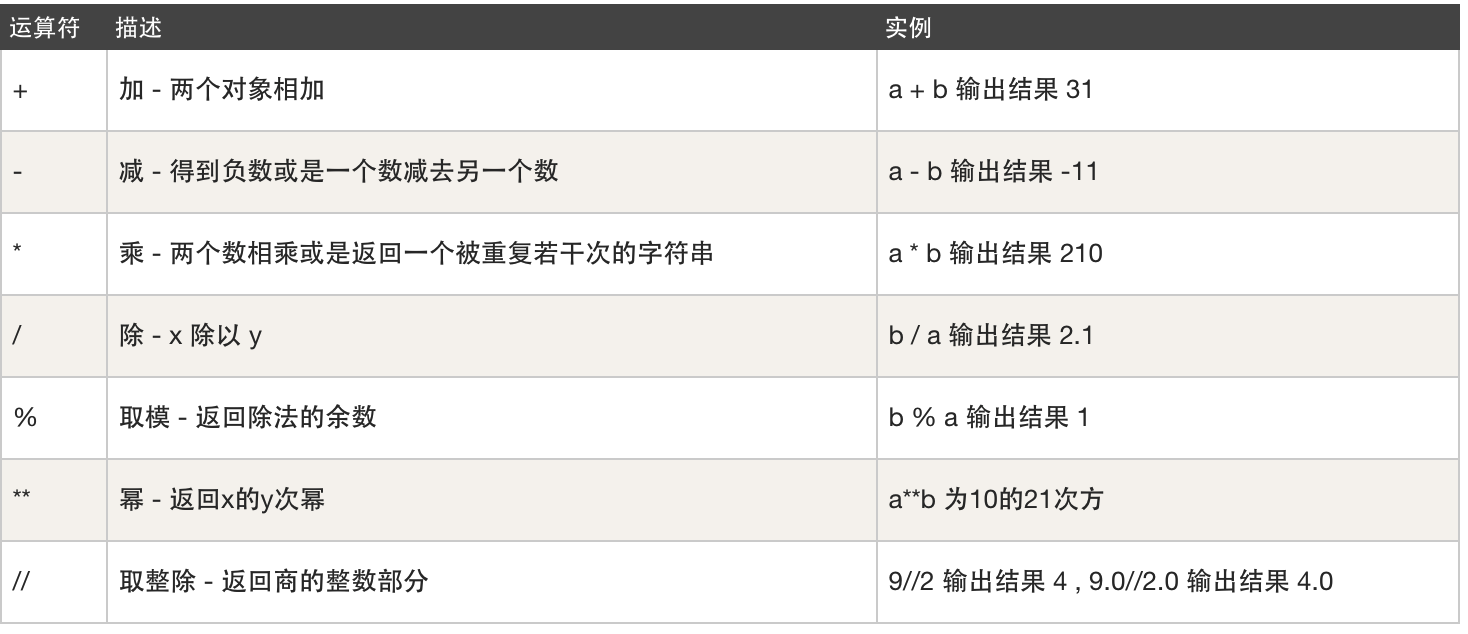 运算符 描述 实例
+ 加 - 两个对象相加 a + b 输出结果 31
- 减 - 得到负数或是一个数减去另一个数 a - b 输出结果 -11
* 乘 - 两个数相乘或是返回一个被重复若干次的字符串 a * b 输出结果 210
/ 除 - x 除以 y b / a 输出结果 2.1
% 取模 - 返回除法的余数 b % a 输出结果 1
** 幂 - 返回x的y次幂 a**b 为10的21次方
// 取整除 - 返回商的整数部分 9//2 输出结果 4 , 9.0//2.0 输出结果 4.0